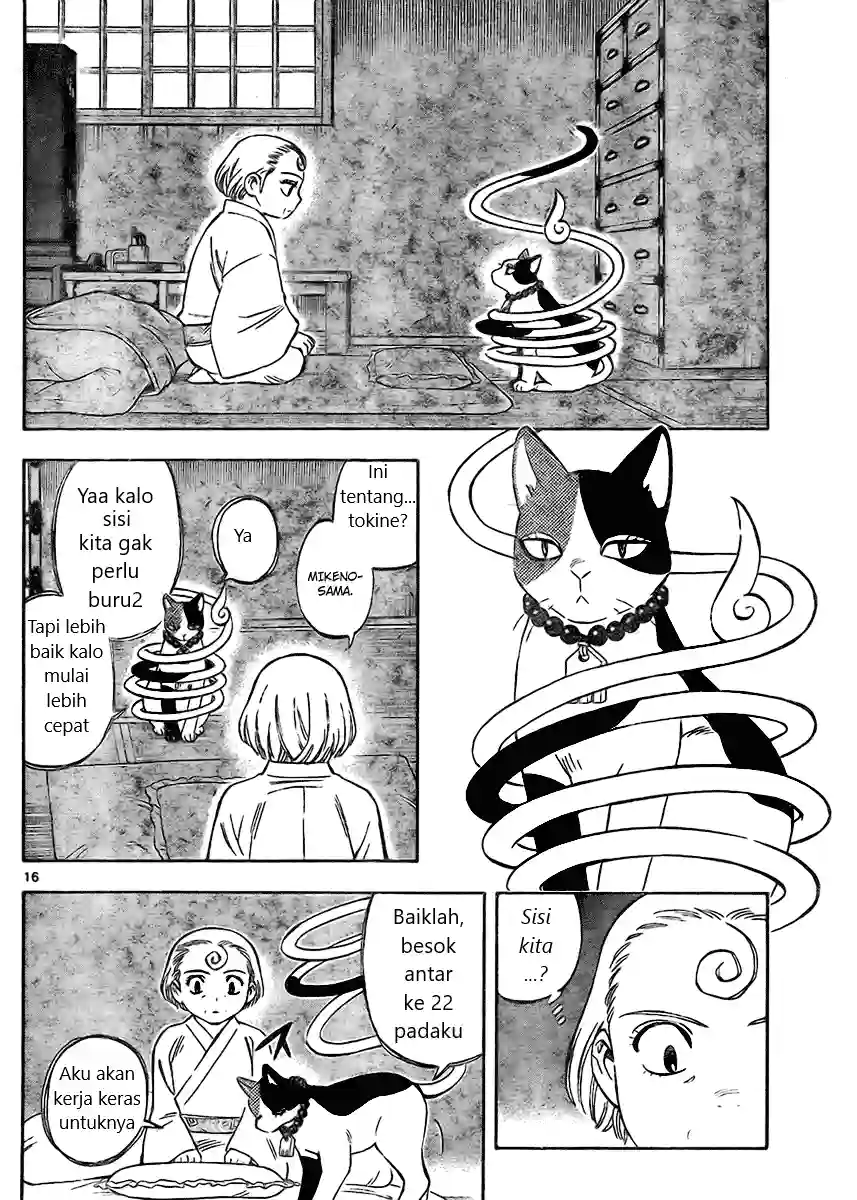 Ini
tentang...
tokine?
MIKENO-
SAMA.
Ya
Yaa kalo
sisi
kita gak
perlu
buru2
Tapi lebih
baik kalo
mulai
lebih
cepat
16
Sisi
kita
...?
Baiklah,
besok
antar
ke 22
padaku
Aku akan
kerja keras
untuknya